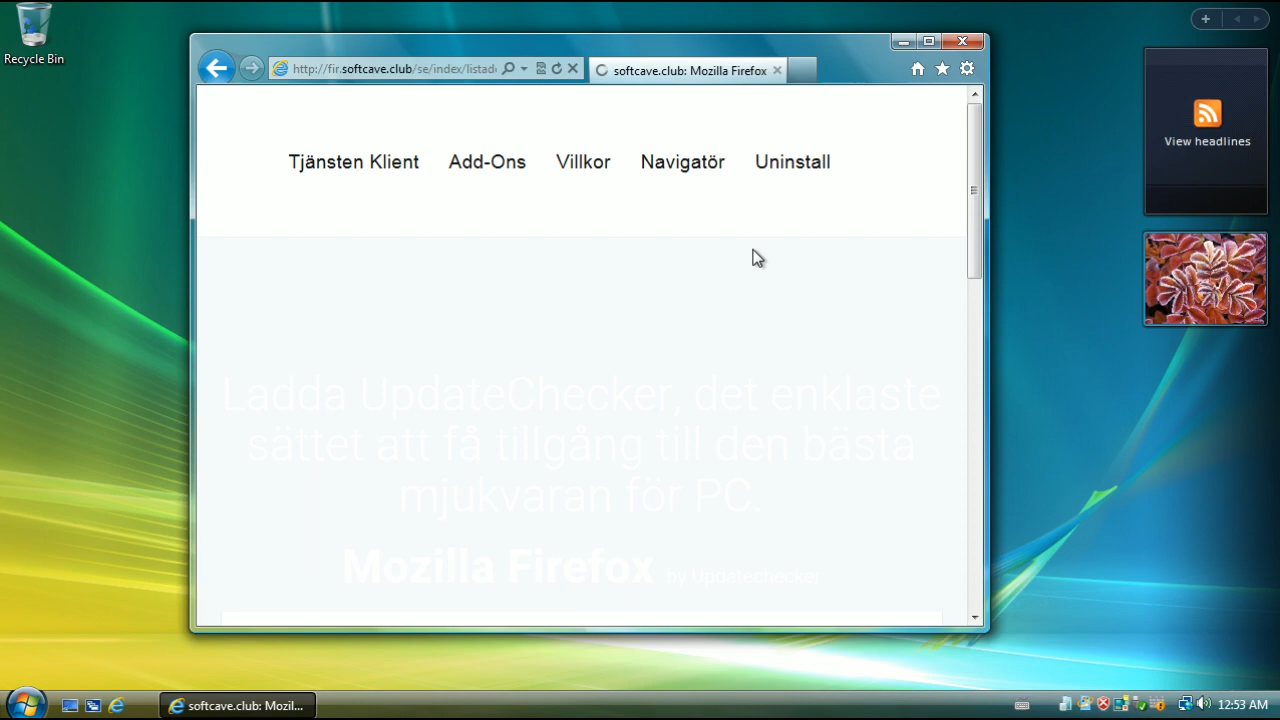 Recycle Bin
http://fir.softcave.club/se/index/listad
softcave.club: Mozilla Firefox
View headlines
Tjänsten Klient Add-Ons Villkor Navigatör Uninstall
Ladda UpdateChecker, det enklaste
sättet att få tillgång till den bästa
mjukvaran för PC.
Mozilla Firefox by Updatechecker
softcave.club: Mozil...
12:53 AM